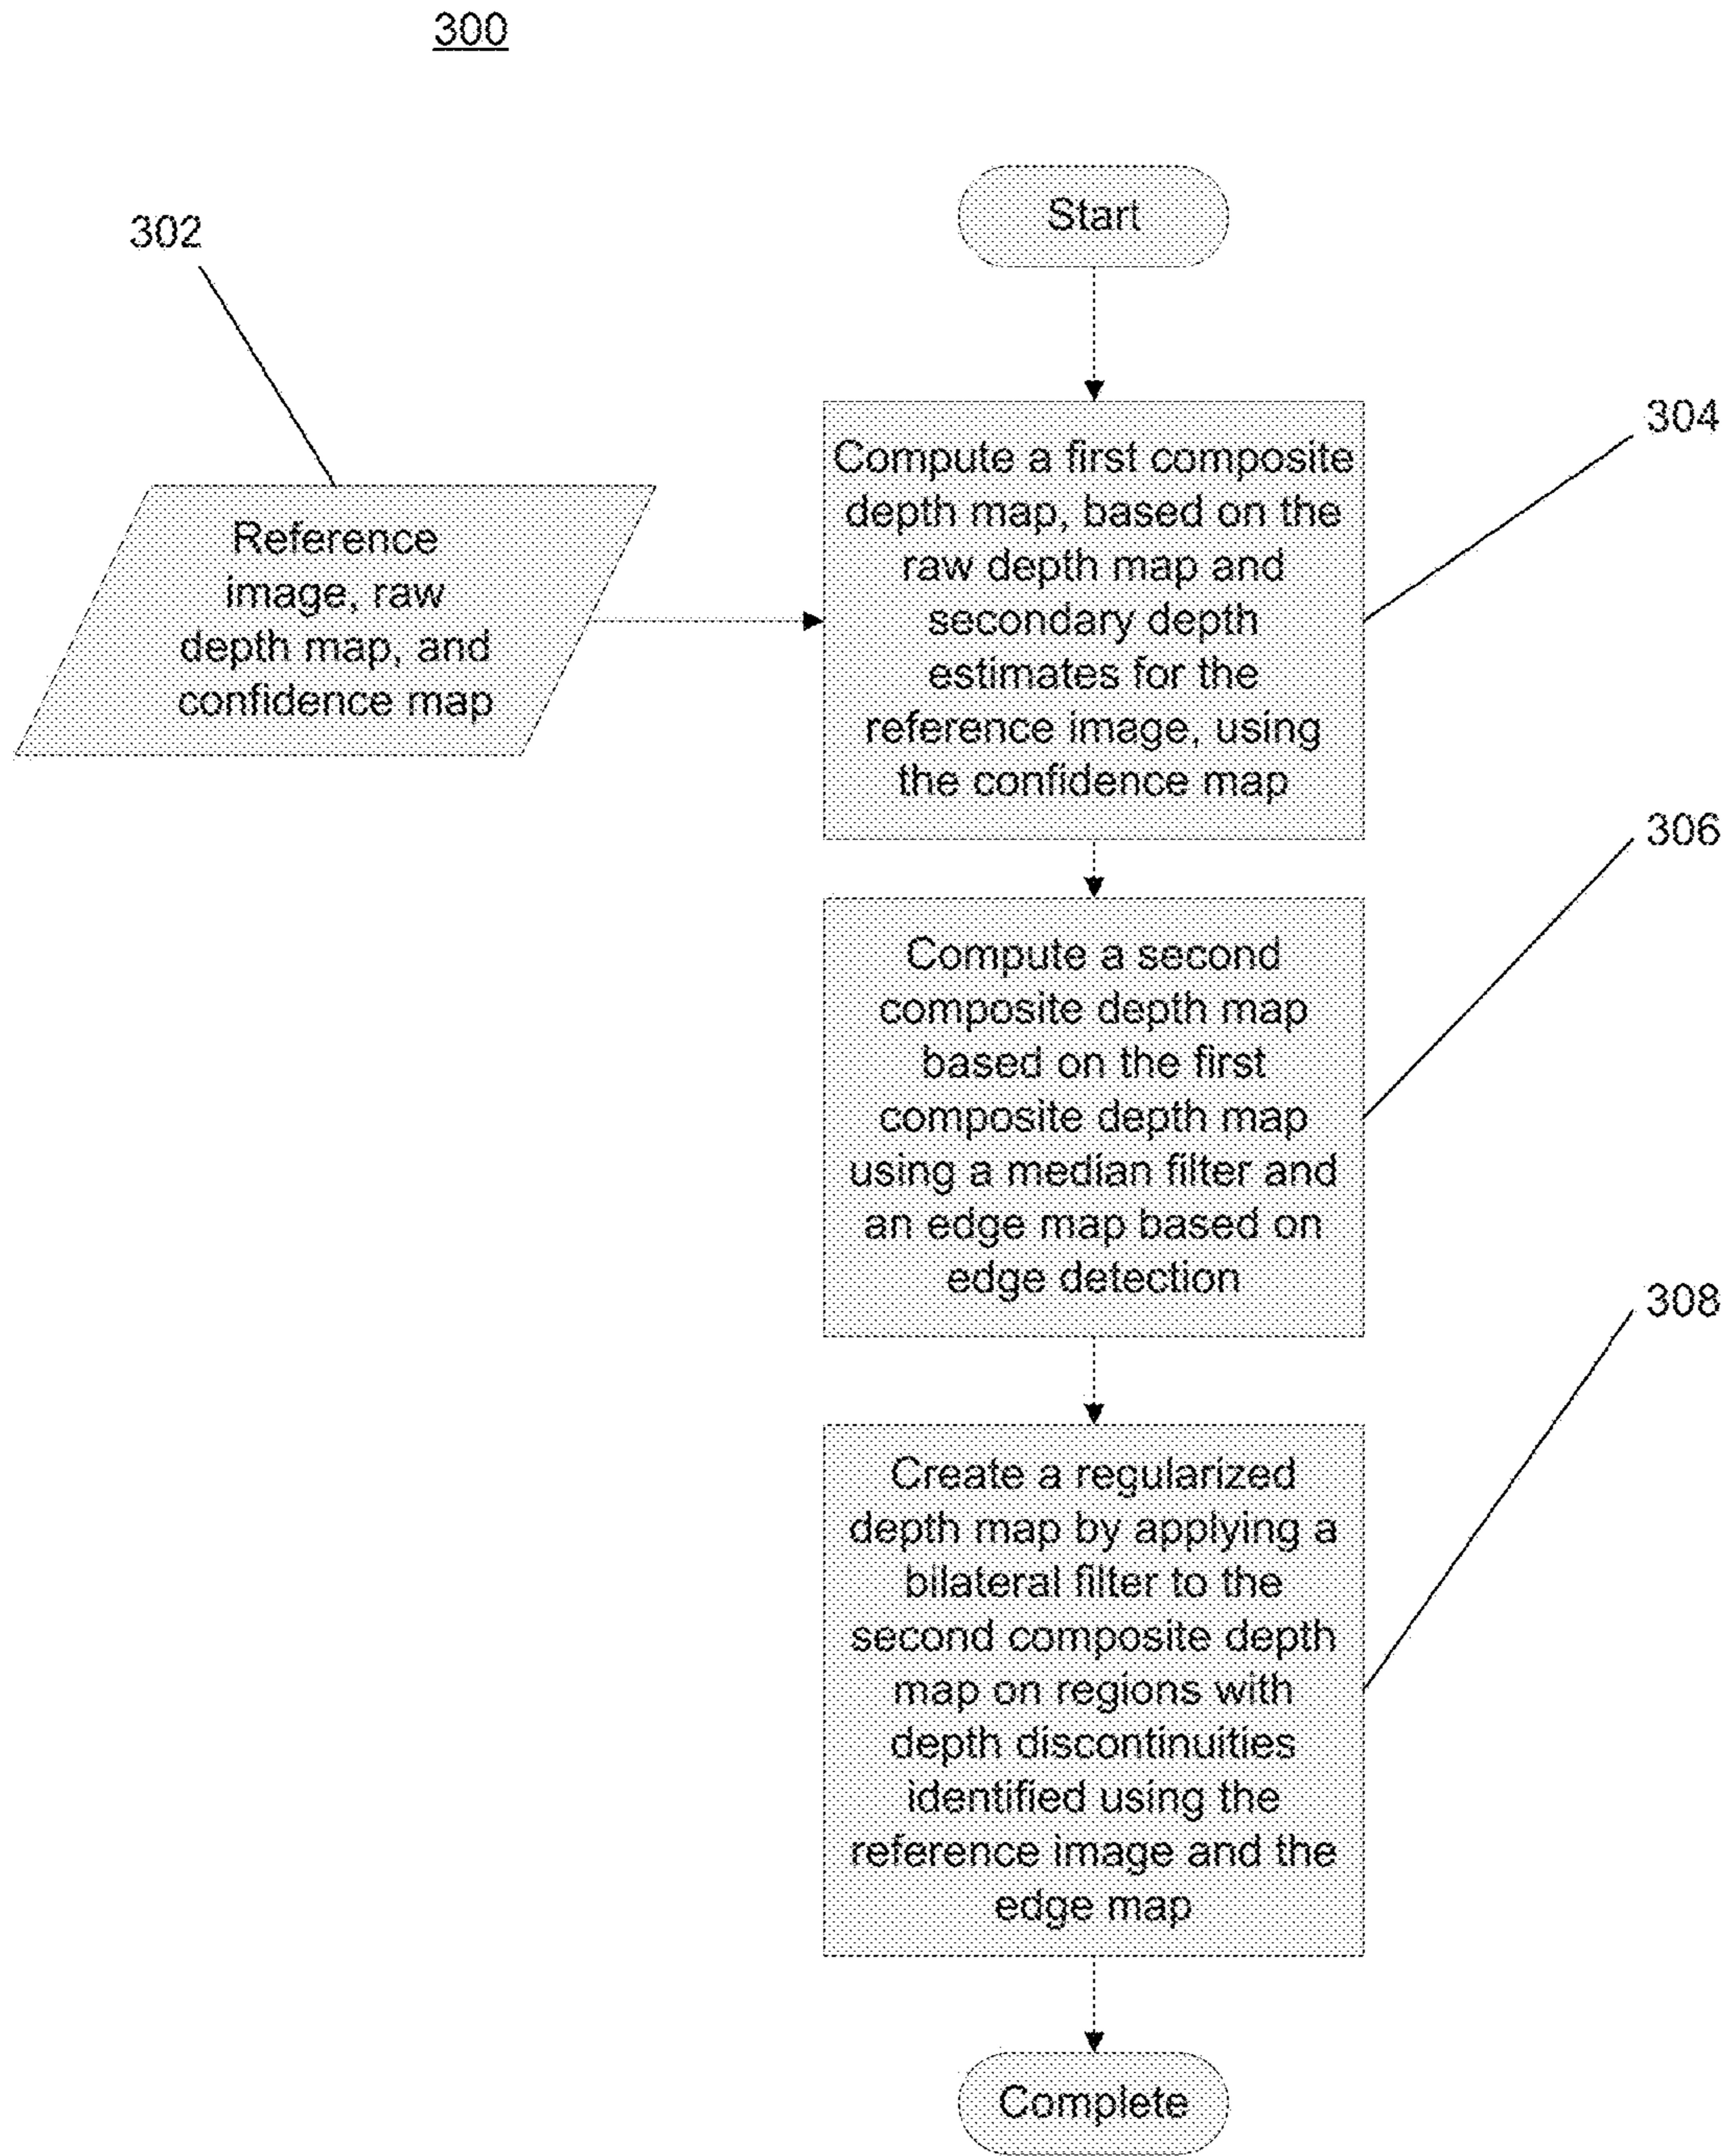 300
Start
302
Reference
image, raw
depth map, and
confidence map
304
Compute a first composite
depth map, based on the
raw depth map and
secondary depth
estimates for the
reference image, using
the confidence map
306
Compute a second
composite depth map
based on the first
composite depth map
using a median filter and
an edge map based on
edge detection
308
Create a regularized
depth map by applying a
bilateral filter to the
second composite depth
map on regions with
depth discontinuities
identified using the
reference image and the
edge map
Complete